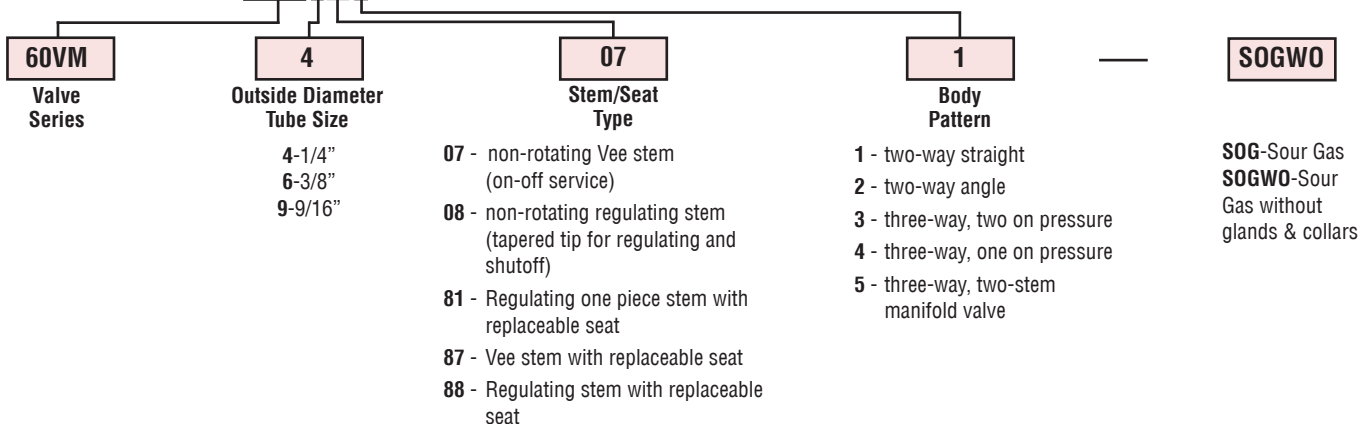 60VM
Valve
Series
4
Outside Diameter
Tube Size
4-1/4”
6-3/8”
9-9/16”
07
Stem/Seat
Type
07 - non-rotating Vee stem
(on-off service)
08 - non-rotating regulating stem
(tapered tip for regulating and
shutoff)
81 - Regulating one piece stem with
replaceable seat
87 - Vee stem with replaceable seat
88 - Regulating stem with replaceable
seat
1
Body
Pattern
1 - two-way straight
2 - two-way angle
3 - three-way, two on pressure
4 - three-way, one on pressure
5 - three-way, two-stem
manifold valve
—
SOGWO
SOG-Sour Gas
SOGWO-Sour
Gas without
glands & collars